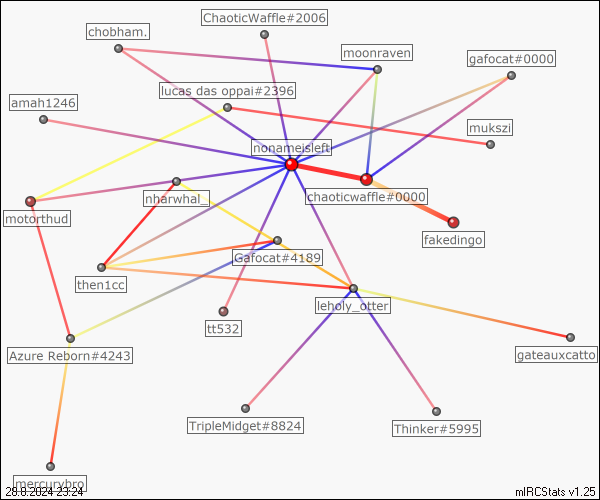 ChaoticWaffle#2006
chobham.
moonraven
gafocat#0000
lucas das oppai#2396
amah1246
mukszi
nonameisleft
chaoticwaffle#0000
nharwhal_
motorthud
fakedingo
Gafocat#4189
then1cc
leholy_otter
tt532
Azure Reborn#4243
gateauxcatto
TripleMidget#8824
Thinker#5995
mercurybro
29.8.2024 23:24
mIRCStats v1.25